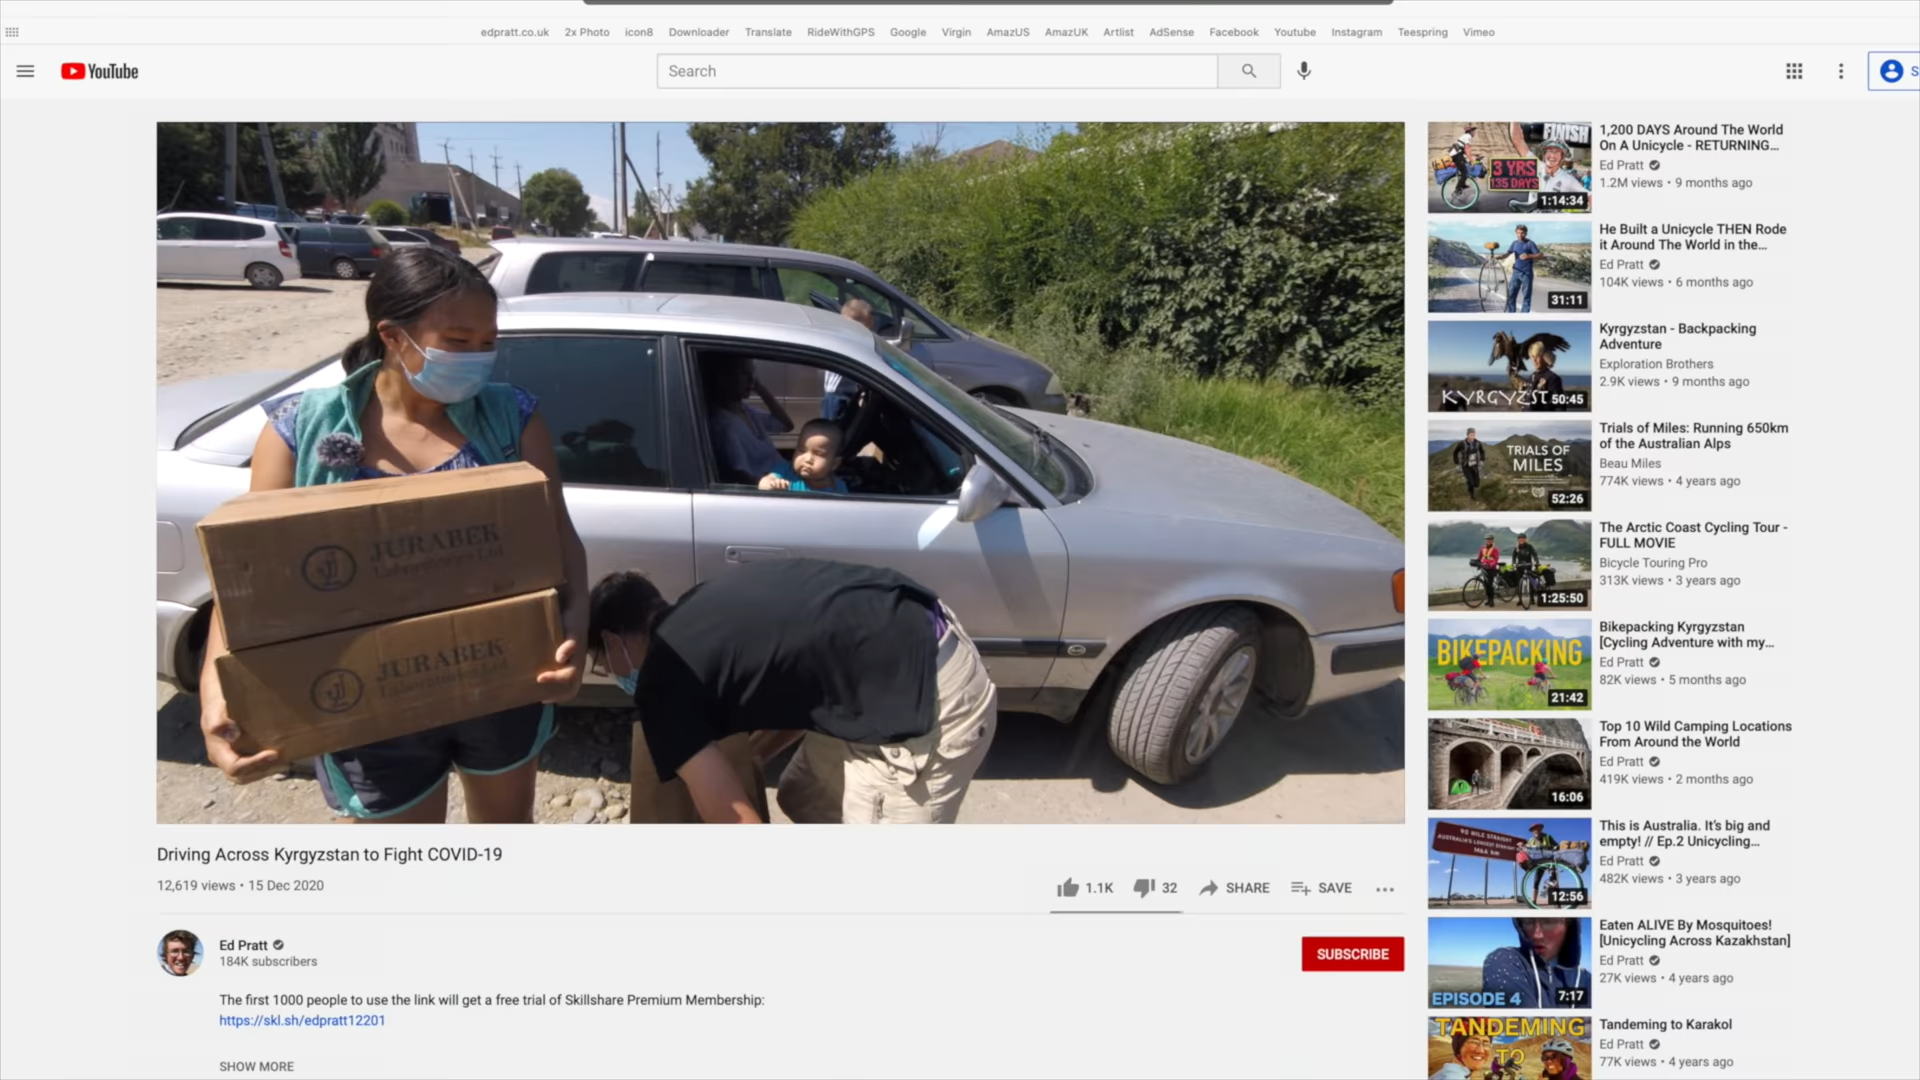 edpratt.co.uk 2x Photo icon8 Downloader Translate RideWithGPS Google Virgin AmazUS AmazUK Artlist AdSense Facebook Youtube Instagram Teespring Vimeo
YouTube
Search
S
JURABEK
Laboratories Ltd
JURABEK
Laboratories Ltd
Driving Across Kyrgyzstan to Fight COVID-19
12,619 views • 15 Dec 2020
1.1K 32 SHARE SAVE
Ed Pratt
184K subscribers
SUBSCRIBE
The first 1000 people to use the link will get a free trial of Skillshare Premium Membership:
https://skl.sh/edpratt12201
SHOW MORE
FINISH
3 YRS
135 DAYS
1:14:34
1,200 DAYS Around The World
On A Unicycle - RETURNING...
Ed Pratt
1.2M views • 9 months ago
31:11
He Built a Unicycle THEN Rode
it Around The World in the...
Ed Pratt
104K views • 6 months ago
KYRGYZST
50:45
Kyrgyzstan - Backpacking
Adventure
Exploration Brothers
2.9K views • 9 months ago
TRIALS OF
MILES
52:26
Trials of Miles: Running 650km
of the Australian Alps
Beau Miles
774K views • 4 years ago
1:25:50
The Arctic Coast Cycling Tour -
FULL MOVIE
Bicycle Touring Pro
313K views • 3 years ago
BIKEPACKING
21:42
Bikepacking Kyrgyzstan
[Cycling Adventure with my...
Ed Pratt
82K views • 5 months ago
16:06
Top 10 Wild Camping Locations
From Around the World
Ed Pratt
419K views • 2 months ago
90 MILE STRAIGHT
AUSTRALIA'S LONGEST STRAIGHT
12:56
This is Australia. It's big and
empty! // Ep.2 Unicycling...
Ed Pratt
482K views • 3 years ago
EPISODE 4
7:17
Eaten ALIVE By Mosquitoes!
[Unicycling Across Kazakhstan]
Ed Pratt
27K views • 4 years ago
TANDEMING
TO
Tandeming to Karakol
Ed Pratt
77K views • 4 years ago